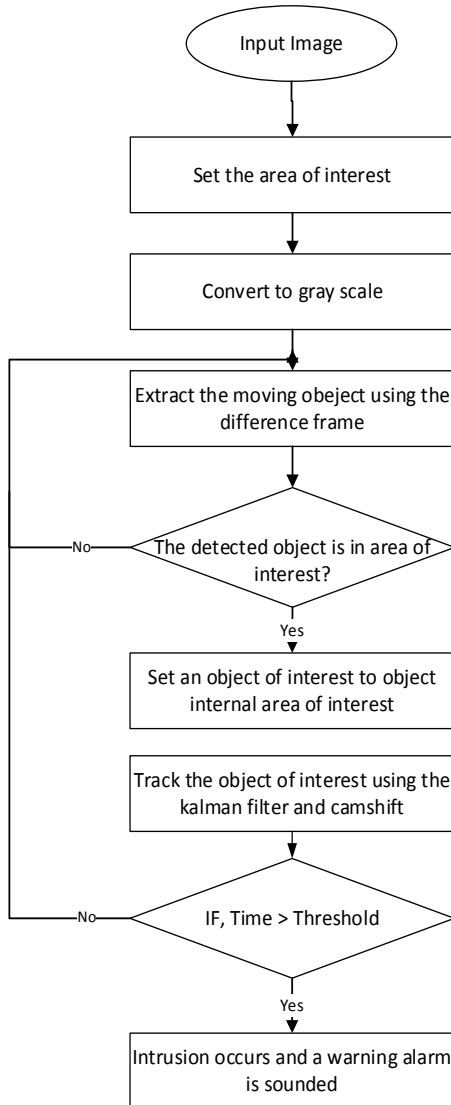 Input Image
Set the area of interest
Convert to gray scale
Extract the moving obeject using the
difference frame
The detected object is in area of
interest?
No
Yes
Set an object of interest to object
internal area of interest
Track the object of interest using the
kalman filter and camshift
IF, Time > Threshold
No
Yes
Intrusion occurs and a warning alarm
is sounded